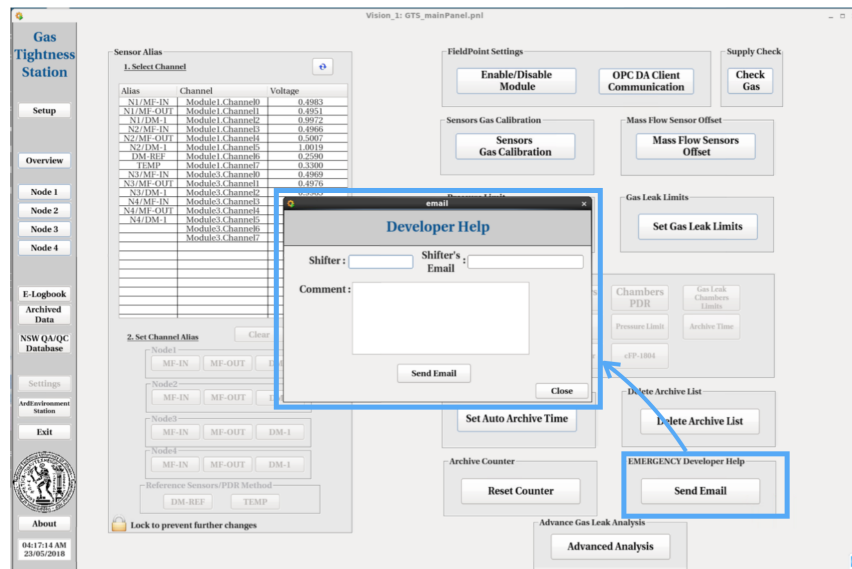 Vision_1: GTS_mainPanel.pnl
Gas
Tightness
Station
Setup
Overview
Node 1
Node 2
Node 3
Node 4
E-Logbook
Archived
Data
NSW QA/QC
Database
Settings
ArdEnvironment
Station
Exit
About
04:17:14 AM
23/05/2018
Sensor Alias
1. Select Channel
Alias Channel Voltage
N1/MF-IN Module1.Channel0 0.4983
N1/MF-OUT Module1.Channel1 0.4951
N1/DM-1 Module1.Channel2 0.9972
N2/MF-IN Module1.Channel3 0.4966
N2/MF-OUT Module1.Channel4 0.5007
N2/DM-1 Module1.Channel5 1.0019
DM-REF Module1.Channel6 0.2590
TEMP Module1.Channel7 0.3300
N3/MF-IN Module3.Channel0 0.4969
N3/MF-OUT Module3.Channel1 0.4976
N3/DM-1 Module3.Channel2
N4/MF-IN Module3.Channel3
N4/MF-OUT Module3.Channel4
N4/DM-1 Module3.Channel5
Module3.Channel6
Module3.Channel7
2. Set Channel Alias Clear
Node1
MF-IN MF-OUT
Node2
MF-IN MF-OUT
Node3
MF-IN MF-OUT DM-1
Node4
MF-IN MF-OUT DM-1
Reference Sensors/PDR Method
DM-REF TEMP
Lock to prevent further changes
FieldPoint Settings
Enable/Disable
Module
OPC DA Client
Communication
Supply Check
Check
Gas
Sensors Gas Calibration
Sensors
Gas Calibration
Mass Flow Sensor Offset
Mass Flow Sensors
Offset
Gas Leak Limits
Set Gas Leak Limits
email
Developer Help
Shifter :
Shifter's
Email :
Comment :
Send Email
Close
Chambers
PDR
Gas Leak
Chambers
Limits
Pressure Limit
Archive Time
cFP-1804
Set Auto Archive Time
Delete Archive List
Delete Archive List
Archive Counter
Reset Counter
EMERGENCY Developer Help
Send Email
Advance Gas Leak Analysis
Advanced Analysis